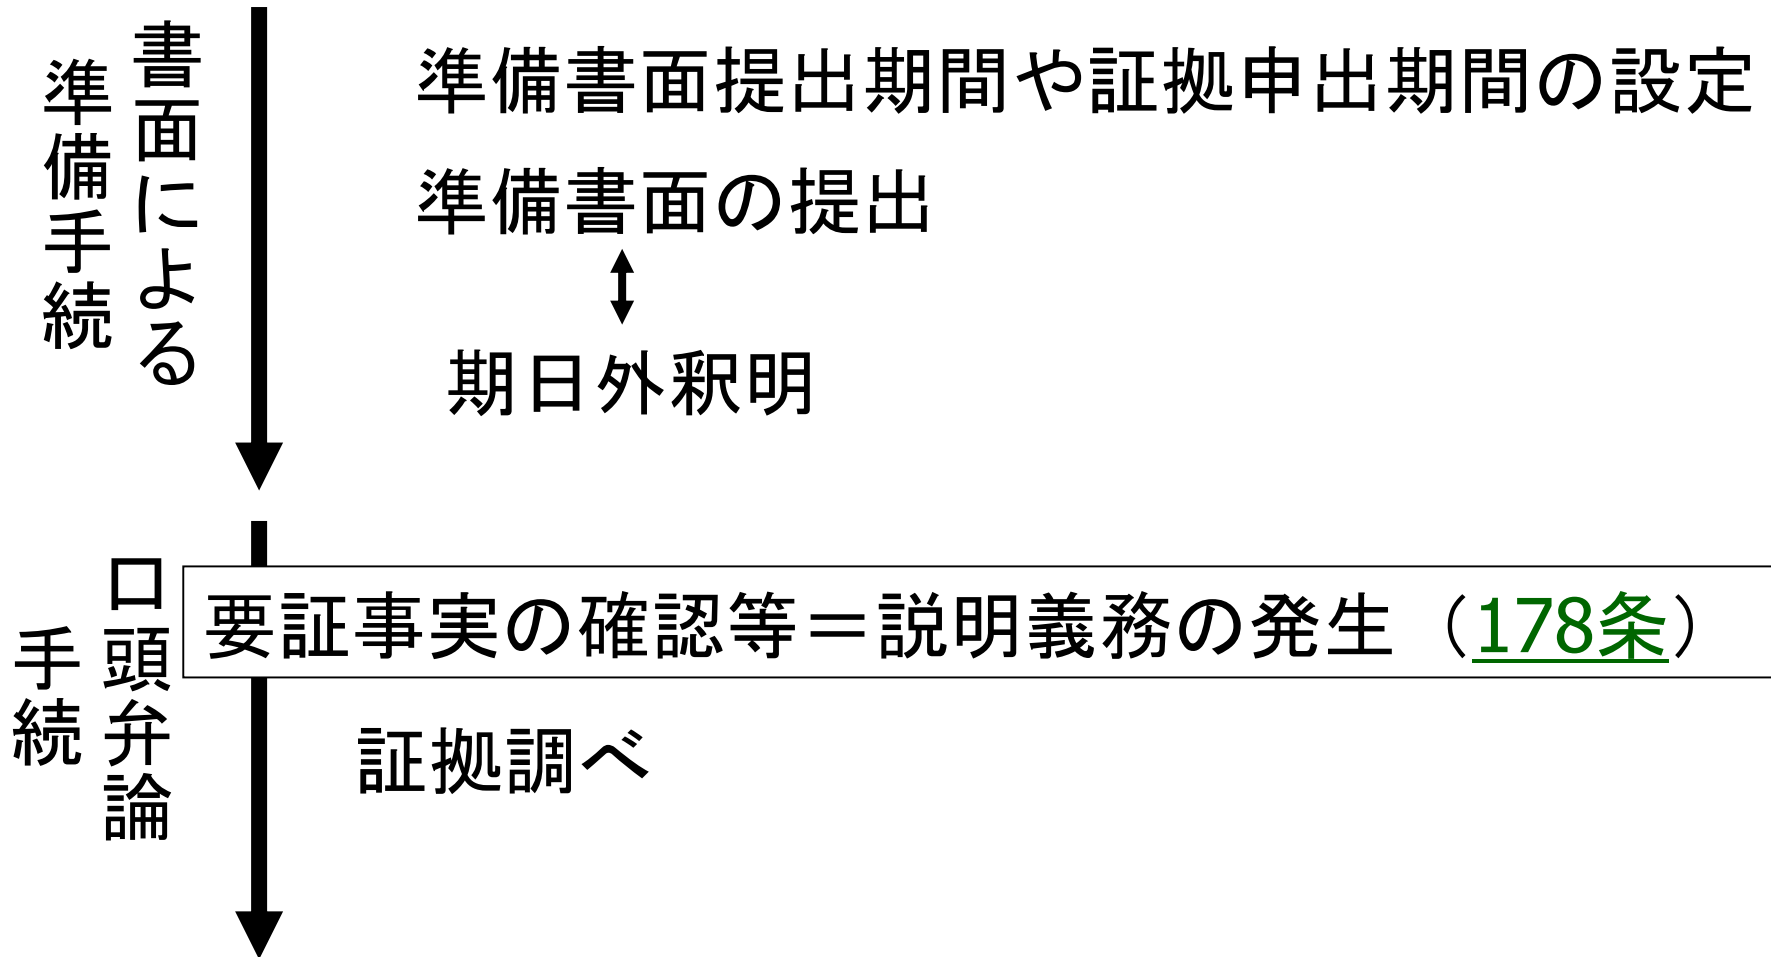 書面による
準備手続
準備書面提出期間や証拠申出期間の設定
準備書面の提出
期日外釈明
口頭弁論
手続
要証事実の確認等＝説明義務の発生（178条）
証拠調べ